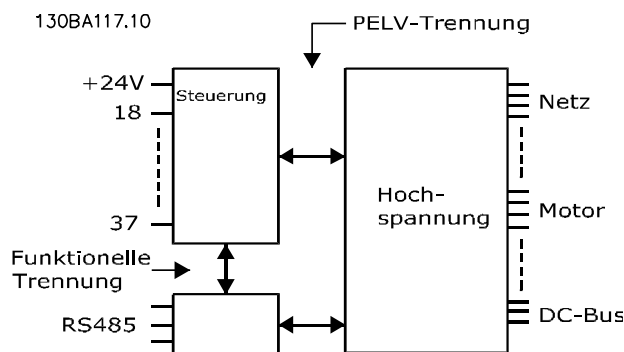 130BA117.10
PELV-Trennung
+24V
Steuerung
18
Netz
Hoch-
spannung
Motor
37
Funktionelle
Trennung
RS485
DC-Bus